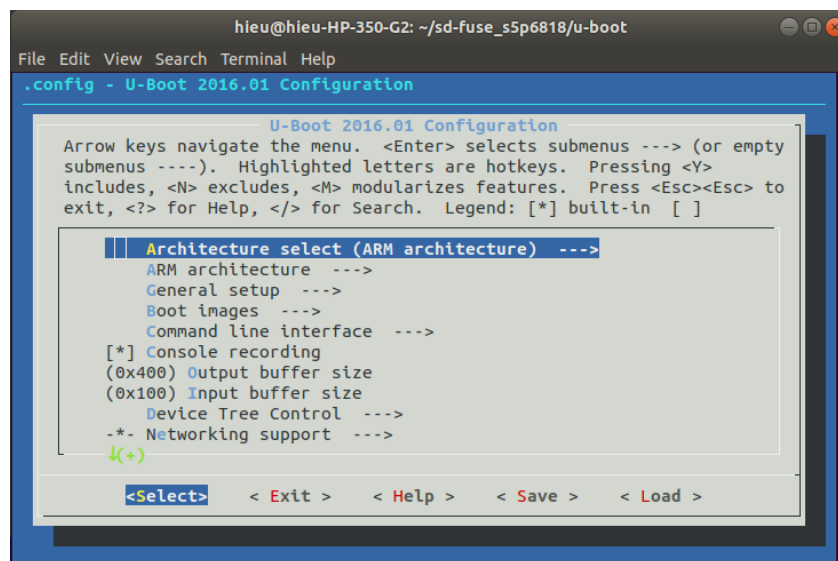 hieu@hieu-HP-350-G2: ~/sd-fuse_s5p6818/u-boot
File Edit View Search Terminal Help
.config - U-Boot 2016.01 Configuration
U-Boot 2016.01 Configuration
Arrow keys navigate the menu.  <Enter> selects submenus ---> (or empty
submenus ----).  Highlighted letters are hotkeys.  Pressing <Y>
includes, <N> excludes, <M> modularizes features.  Press <Esc><Esc> to
exit, <?> for Help, </> for Search.  Legend: [*] built-in  [ ]
Architecture select (ARM architecture)  --->
ARM architecture  --->
General setup  --->
Boot images  --->
Command line interface  --->
[*] Console recording
(0x400) Output buffer size
(0x100) Input buffer size
Device Tree Control  --->
-*- Networking support  --->
↓(+)
<Select>    < Exit >    < Help >    < Save >    < Load >